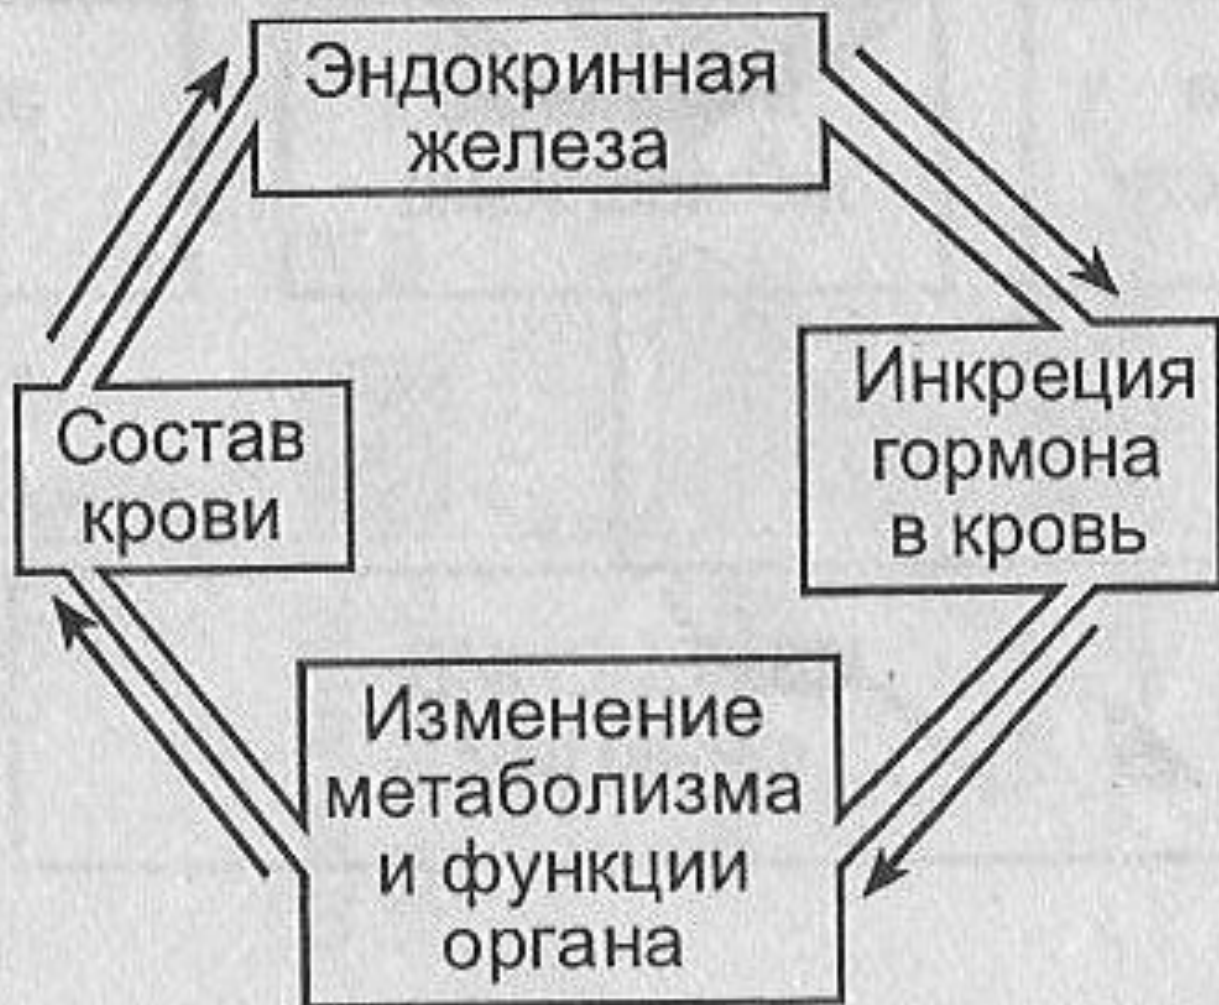 Эндокринная
железа
Инкреция
гормона
в кровь
Изменение
метаболизма
и функции
органа
Состав
крови